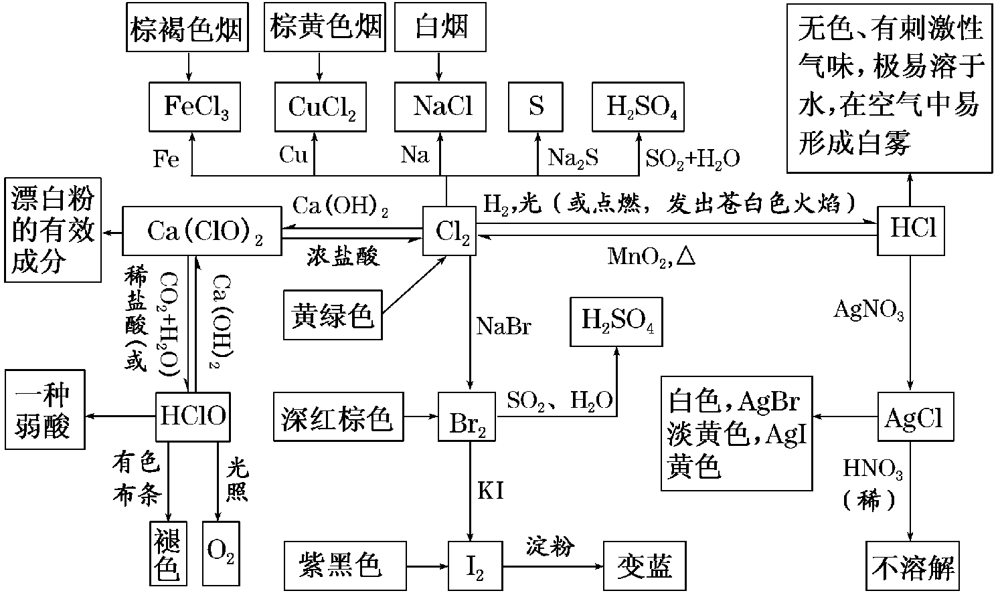 棕褐色烟
棕黄色烟
白烟
无色、有刺激性
气味，极易溶于
水，在空气中易
形成白雾
FeCl₃
CuCl₂
NaCl
S
H₂SO₄
Fe
Cu
Na
Na₂S
SO₂+H₂O
漂白粉
的有效
成分
Ca(ClO)₂
Ca(OH)₂
浓盐酸
Cl₂
H₂,光（或点燃，发出苍白色火焰）
MnO₂,△
HCl
稀盐酸(或
CO₂+H₂O)
Ca(OH)₂
黄绿色
NaBr
H₂SO₄
AgNO₃
一种
弱酸
HClO
深红棕色
Br₂
SO₂、H₂O
白色，AgBr
淡黄色，AgI
黄色
AgCl
有色
布条
光
照
KI
HNO₃
（稀）
褪
色
O₂
紫黑色
I₂
淀粉
变蓝
不溶解